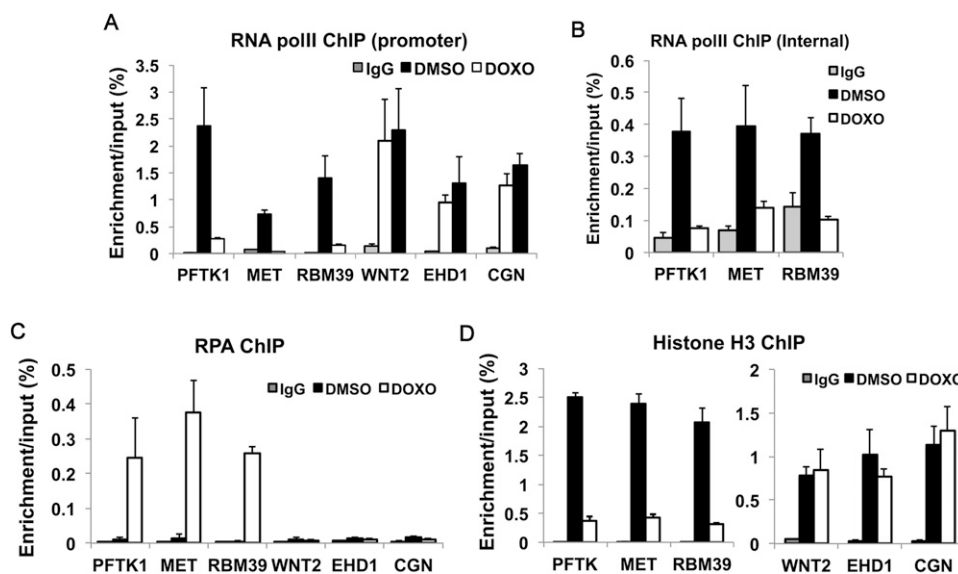 A
RNA polII ChIP (promoter)
IgG DMSO DOXO
Enrichment/input (%)
3.5
3
2.5
2
1.5
1
0.5
0
PFTK1 MET RBM39 WNT2 EHD1 CGN
B
RNA polII ChIP (Internal)
IgG
DMSO
DOXO
Enrichment/input (%)
0.6
0.5
0.4
0.3
0.2
0.1
0
PFTK1 MET RBM39
C
RPA ChIP
IgG DMSO DOXO
Enrichment/input (%)
0.5
0.4
0.3
0.2
0.1
0
PFTK1 MET RBM39 WNT2 EHD1 CGN
D
Histone H3 ChIP
Enrichment/input (%)
3
2.5
2
1.5
0.5
0
PFTK MET RBM39
IgG DMSO DOXO
2
1.5
1
0.5
0
WNT2 EHD1 CGN